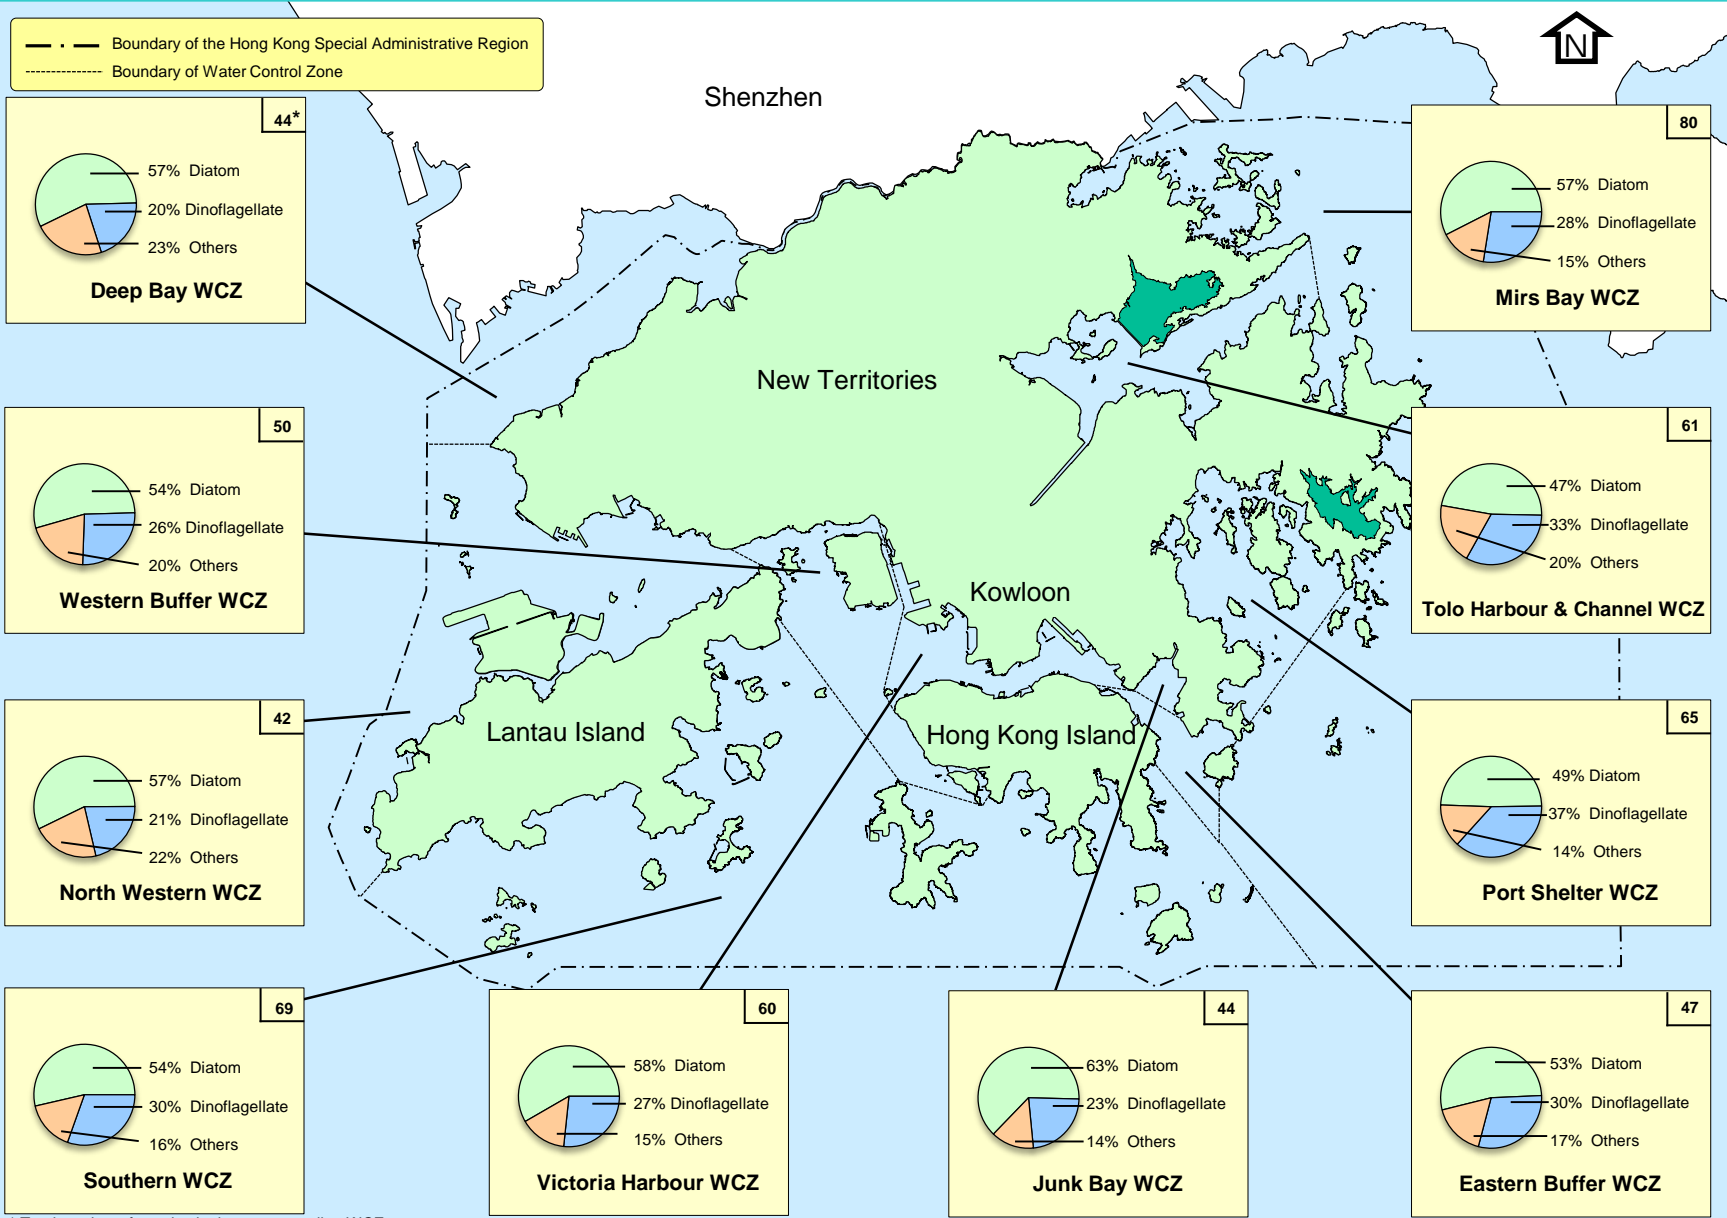 Boundary of the Hong Kong Special Administrative Region
Boundary of Water Control Zone
N
Shenzhen
New Territories
Kowloon
Lantau Island
Hong Kong Island
44*
57% Diatom
20% Dinoflagellate
23% Others
Deep Bay WCZ
80
57% Diatom
28% Dinoflagellate
15% Others
Mirs Bay WCZ
50
54% Diatom
26% Dinoflagellate
20% Others
Western Buffer WCZ
61
47% Diatom
33% Dinoflagellate
20% Others
Tolo Harbour & Channel WCZ
42
57% Diatom
21% Dinoflagellate
22% Others
North Western WCZ
65
49% Diatom
37% Dinoflagellate
14% Others
Port Shelter WCZ
69
54% Diatom
30% Dinoflagellate
16% Others
Southern WCZ
60
58% Diatom
27% Dinoflagellate
15% Others
Victoria Harbour WCZ
44
63% Diatom
23% Dinoflagellate
14% Others
Junk Bay WCZ
47
53% Diatom
30% Dinoflagellate
17% Others
Eastern Buffer WCZ